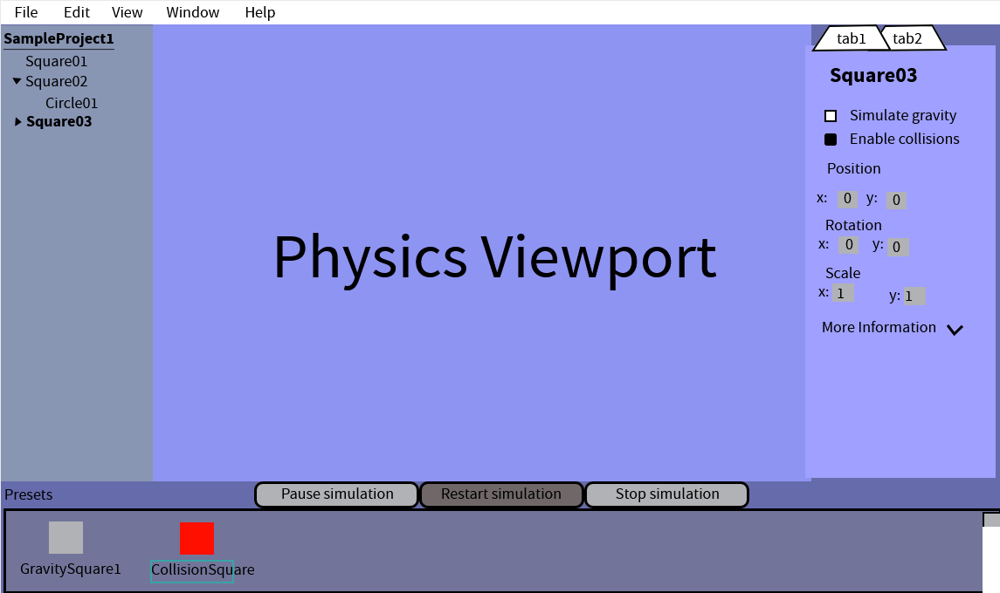 File Edit View Window Help
SampleProject1
Square01
Square02
Circle01
Square03
Physics Viewport
tab1 tab2
Square03
Simulate gravity
Enable collisions
Position
x: 0 y: 0
Rotation
x: 0 y: 0
Scale
x: 1 y: 1
More Information
Presets
Pause simulation Restart simulation Stop simulation
GravitySquare1 CollisionSquare